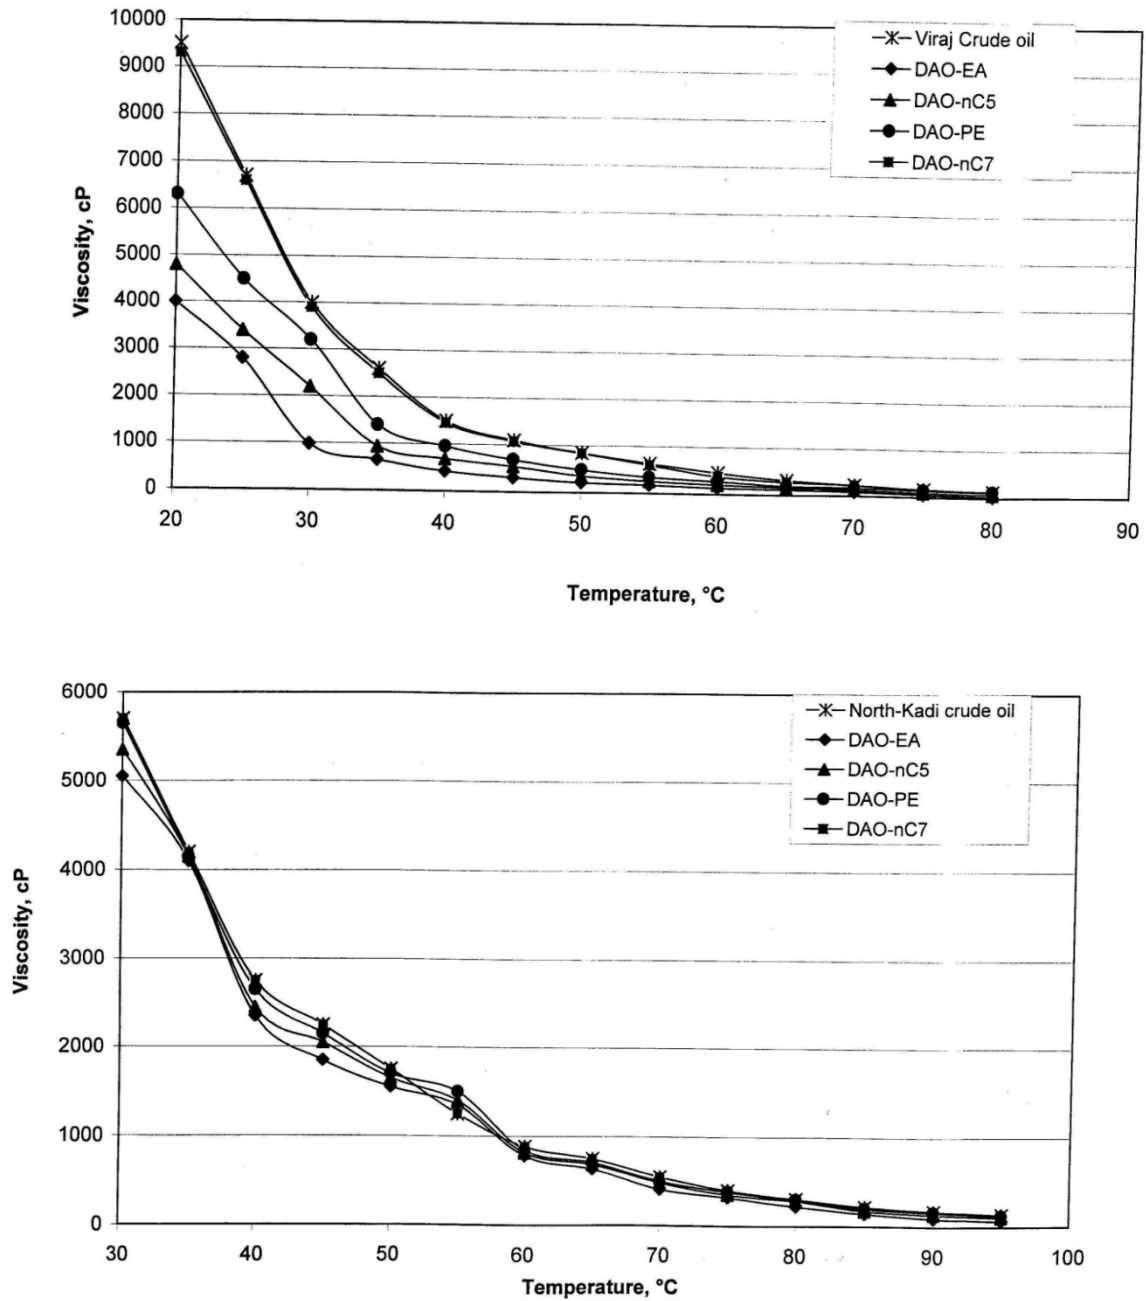 10000
9000
8000
7000
6000
5000
4000
3000
2000
1000
0
Viscosity, cP
Viraj Crude oil
DAO-EA
DAO-nC5
DAO-PE
DAO-nC7
20 30 40 50 60 70 80 90
Temperature, °C
6000
5000
4000
3000
2000
1000
0
Viscosity, cP
North-Kadi crude oil
DAO-EA
DAO-nC5
DAO-PE
DAO-nC7
30 40 50 60 70 80 90 100
Temperature, °C